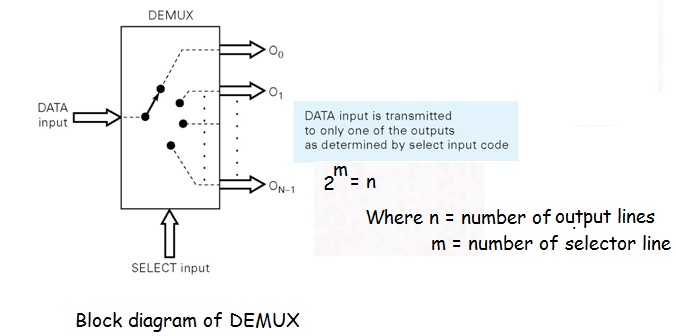 DEMUX
O₀
O₁
DATA
input
DATA input is transmitted
to only one of the outputs
as determined by select input code
Oₙ₋₁
2ᵐ = n
Where n = number of output lines
m = number of selector line
SELECT input
Block diagram of DEMUX